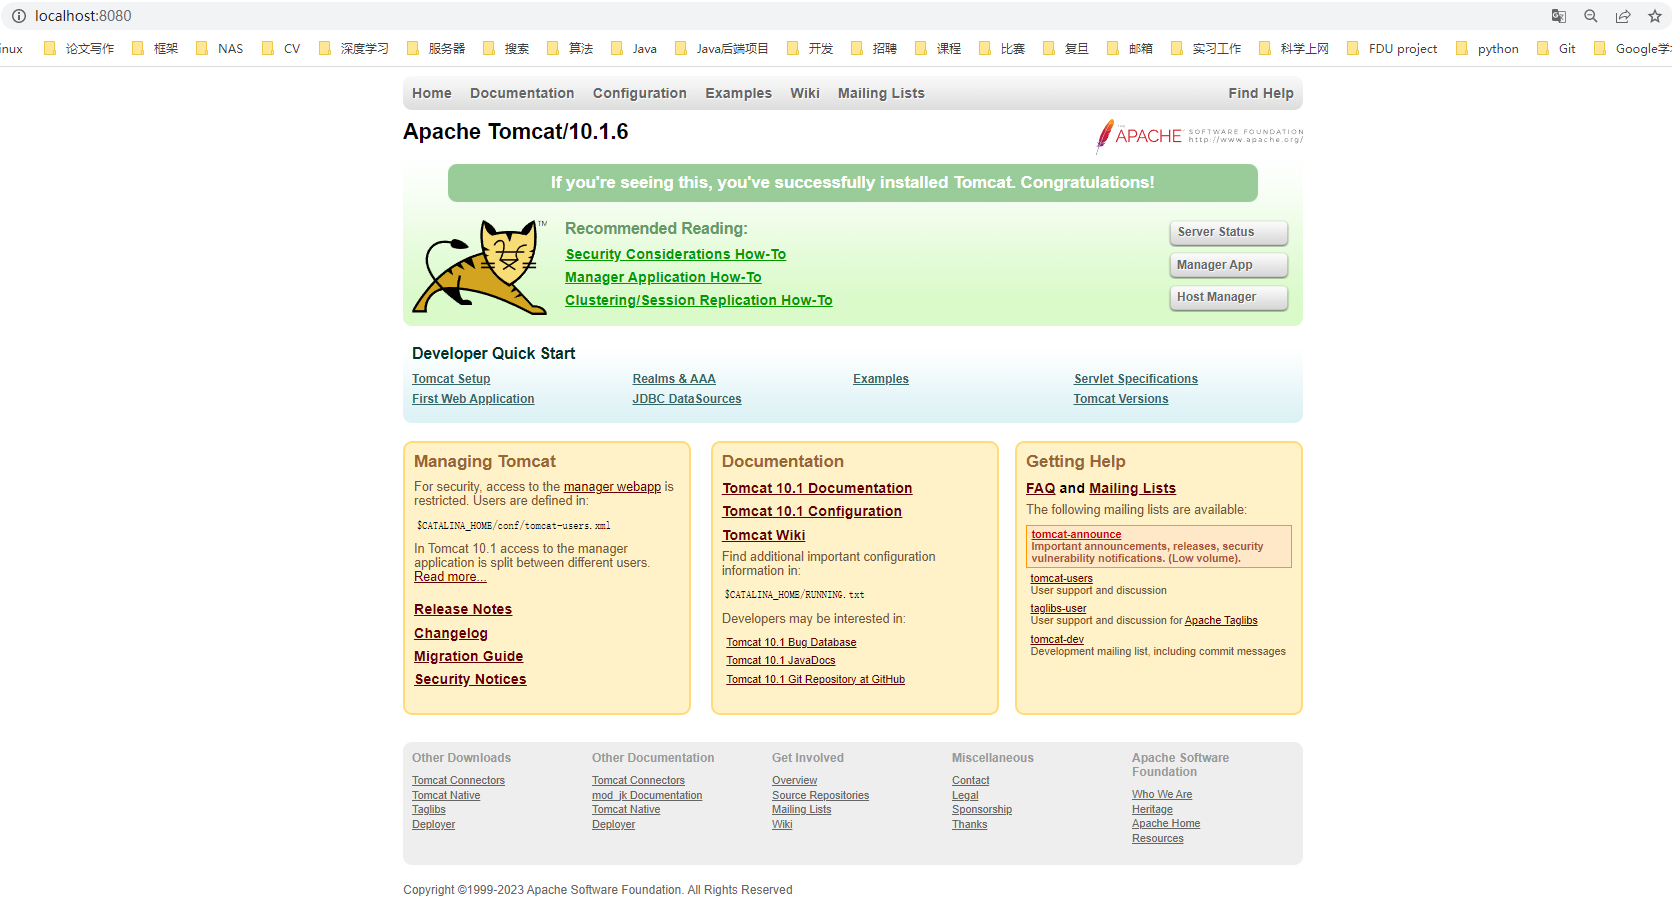 localhost:8080
inux 论文写作 框架 NAS CV 深度学习 服务器 搜索 算法 Java Java后端项目 开发 招聘 课程 比赛 复旦 邮箱 实习工作 科学上网 FDU project python Git Google学
Home Documentation Configuration Examples Wiki Mailing Lists Find Help
Apache Tomcat/10.1.6
THE
APACHE
SOFTWARE FOUNDATION
http://www.apache.org/
If you're seeing this, you've successfully installed Tomcat. Congratulations!
TM
Recommended Reading:
Security Considerations How-To
Manager Application How-To
Clustering/Session Replication How-To
Server Status
Manager App
Host Manager
Developer Quick Start
Tomcat Setup
First Web Application
Realms & AAA
JDBC DataSources
Examples
Servlet Specifications
Tomcat Versions
Managing Tomcat
For security, access to the manager webapp is
restricted. Users are defined in:
$CATALINA_HOME/conf/tomcat-users.xml
In Tomcat 10.1 access to the manager
application is split between different users.
Read more...
Release Notes
Changelog
Migration Guide
Security Notices
Documentation
Tomcat 10.1 Documentation
Tomcat 10.1 Configuration
Tomcat Wiki
Find additional important configuration
information in:
$CATALINA_HOME/RUNNING.txt
Developers may be interested in:
Tomcat 10.1 Bug Database
Tomcat 10.1 JavaDocs
Tomcat 10.1 Git Repository at GitHub
Getting Help
FAQ and Mailing Lists
The following mailing lists are available:
tomcat-announce
Important announcements, releases, security
vulnerability notifications. (Low volume).
tomcat-users
User support and discussion
taglibs-user
User support and discussion for Apache Taglibs
tomcat-dev
Development mailing list, including commit messages
Other Downloads
Tomcat Connectors
Tomcat Native
Taglibs
Deployer
Other Documentation
Tomcat Connectors
mod_jk Documentation
Tomcat Native
Deployer
Get Involved
Overview
Source Repositories
Mailing Lists
Wiki
Miscellaneous
Contact
Legal
Sponsorship
Thanks
Apache Software
Foundation
Who We Are
Heritage
Apache Home
Resources
Copyright ©1999-2023 Apache Software Foundation. All Rights Reserved